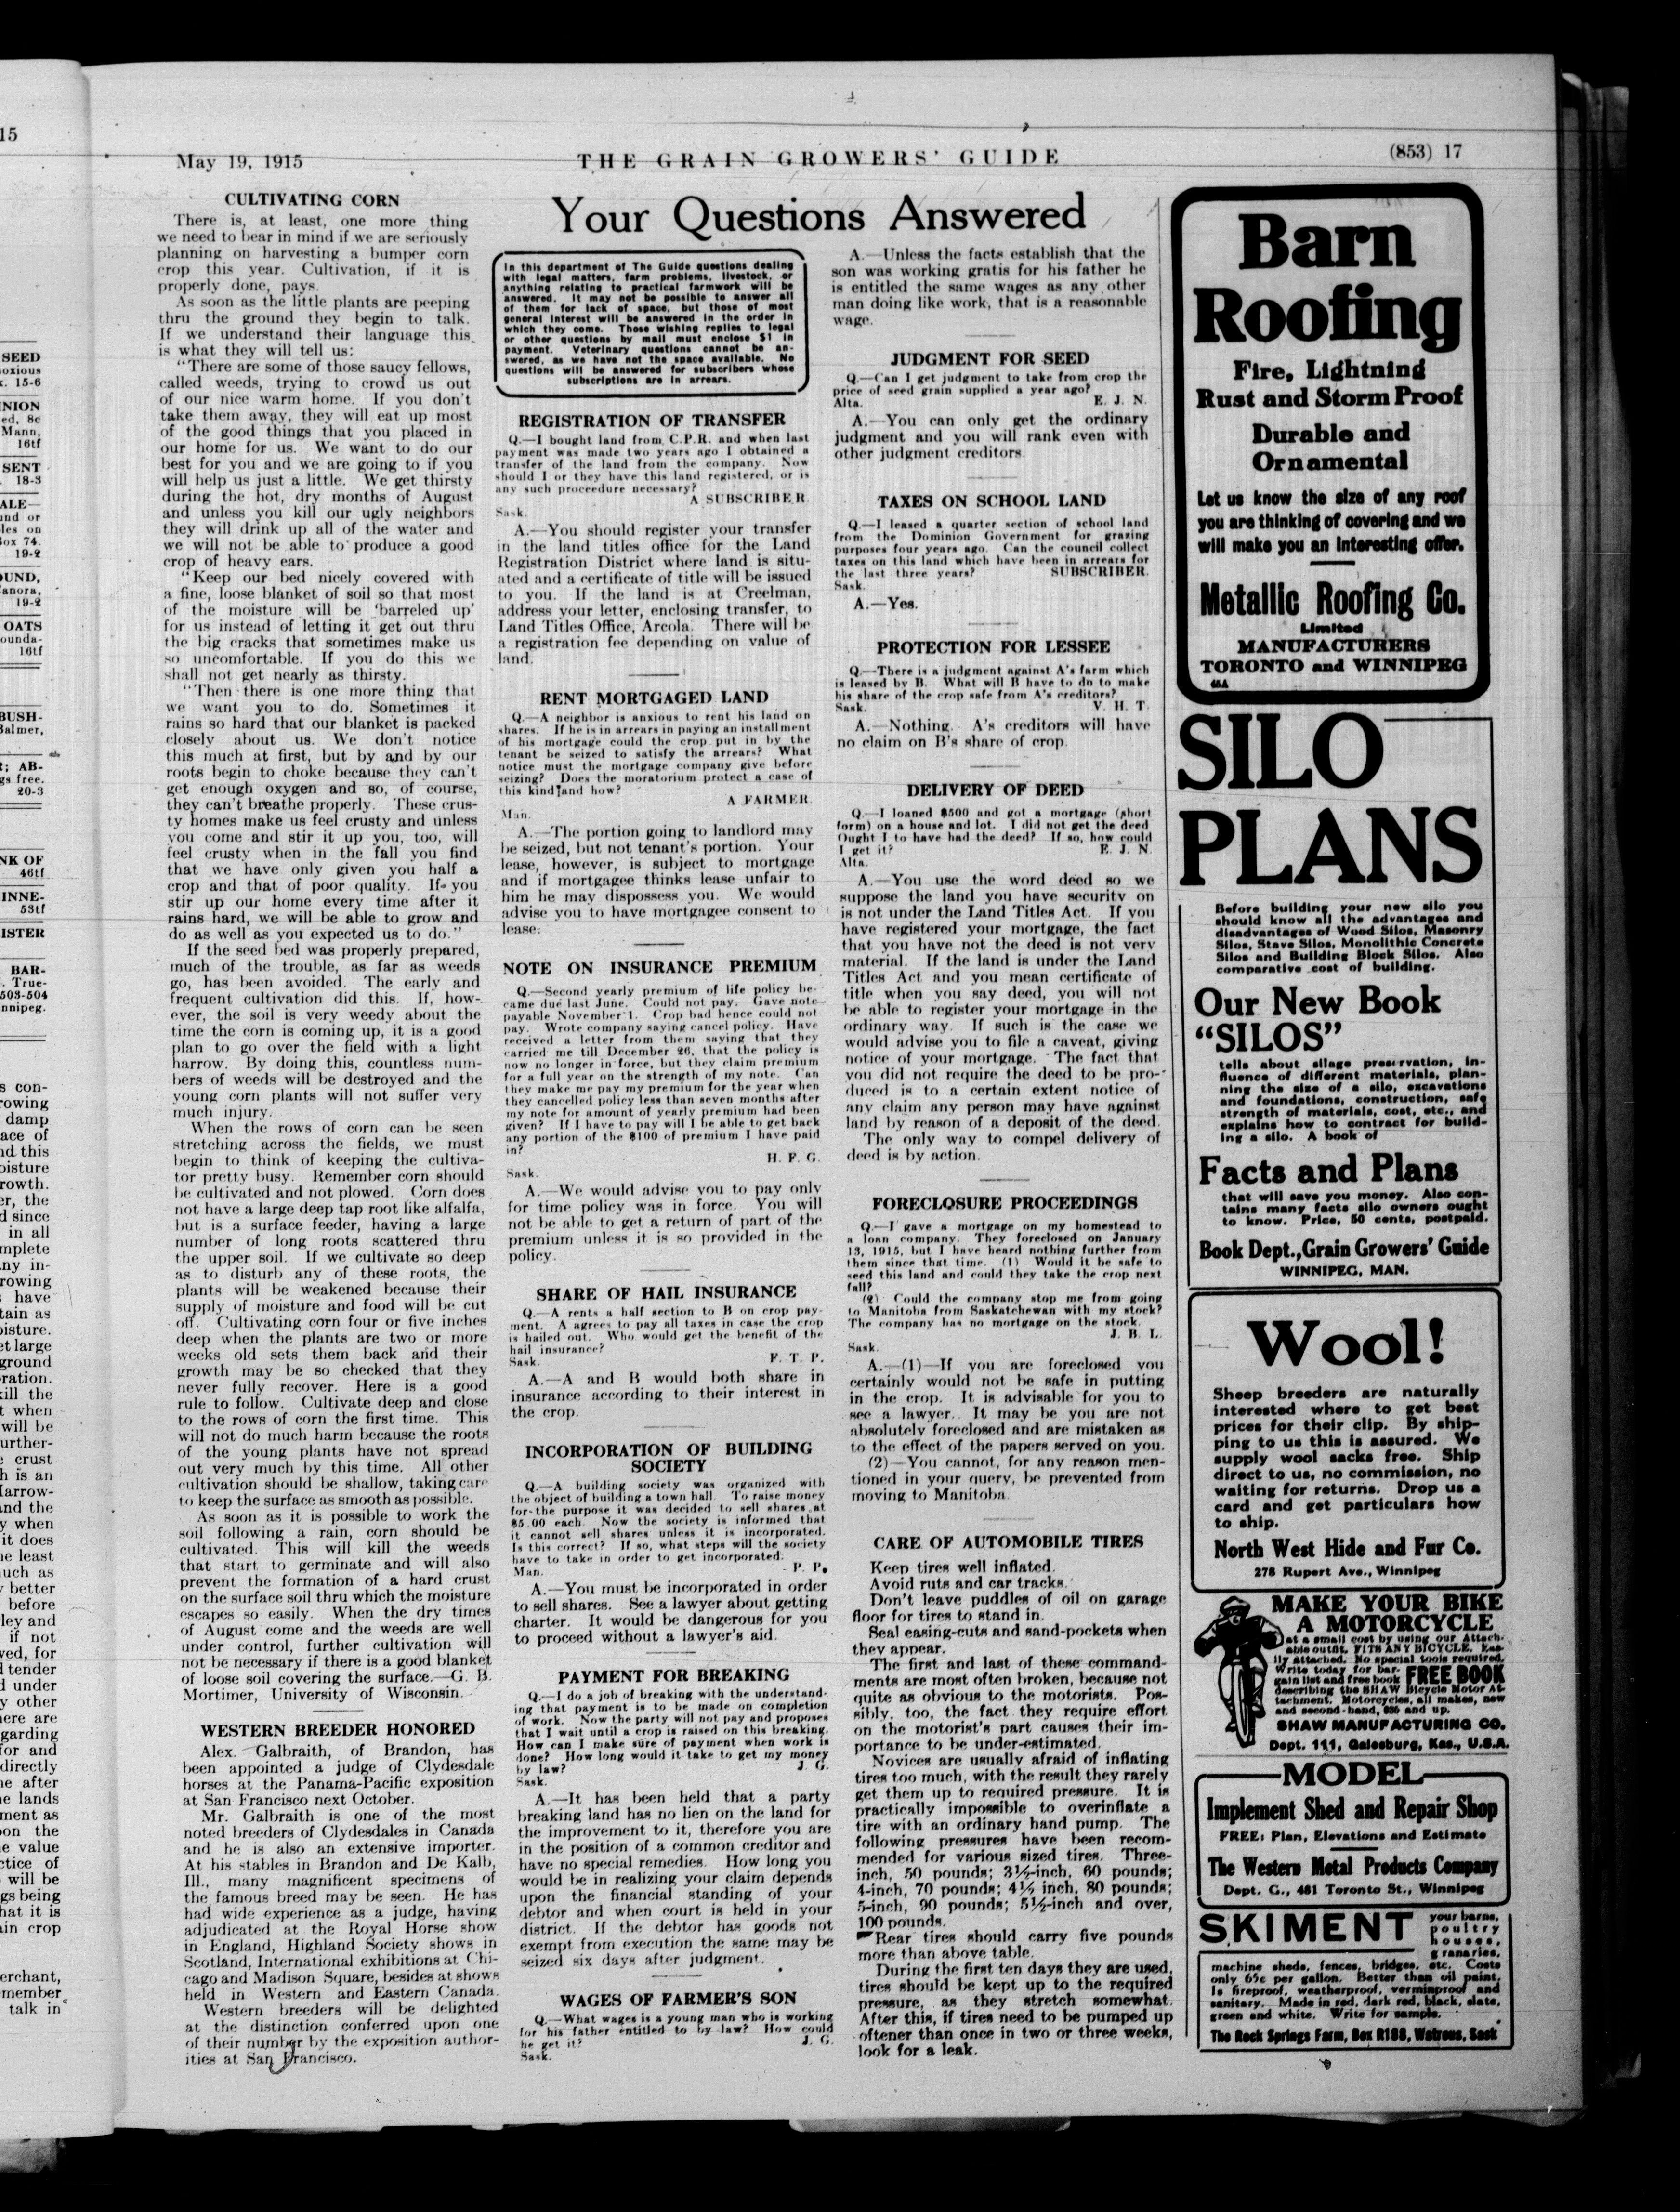 May 19, 1915
THE GRAIN GROWERS' GUIDE
(853) 17
CULTIVATING CORN
There is, at least, one more thing
we need to bear in mind if we are seriously
planning on harvesting a bumper corn
crop this year. Cultivation, if it is
properly done, pays.
As soon as the little plants are peeping
thru the ground they begin to talk.
If we understand their language this
is what they will tell us:
"There are some of those saucy fellows,
called weeds, trying to crowd us out
of our nice warm home. If you don't
take them away, they will eat up most
of the good things that you placed in
our home for us. We want to do our
best for you and we are going to if you
will help us just a little. We get thirsty
during the hot, dry months of August
and unless you kill our ugly neighbors
they will drink up all of the water and
we will not be able to produce a good
crop of heavy ears.
"Keep our bed nicely covered with
a fine, loose blanket of soil so that most
of the moisture will be 'barreled up'
for us instead of letting it get out thru
the big cracks that sometimes make us
so uncomfortable. If you do this we
shall not get nearly as thirsty.
"Then there is one more thing that
we want you to do. Sometimes it
rains so hard that our blanket is packed
closely about us. We don't notice
this much at first, but by and by our
roots begin to choke because they can't
get enough oxygen and so, of course,
they can't breathe properly. These crus-
ty homes make us feel crusty and unless
you come and stir it up you, too, will
feel crusty when in the fall you find
that we have only given you half a
crop and that of poor quality. If you
stir up our home every time after it
rains hard, we will be able to grow and
do as well as you expected us to do."
If the seed bed was properly prepared,
much of the trouble, as far as weeds
go, has been avoided. The early and
frequent cultivation did this. If, how-
ever, the soil is very weedy about the
time the corn is coming up, it is a good
plan to go over the field with a light
harrow. By doing this, countless num-
bers of weeds will be destroyed and the
young corn plants will not suffer very
much injury.
When the rows of corn can be seen
stretching across the fields, we must
begin to think of keeping the cultiva-
tor pretty busy. Remember corn should
be cultivated and not plowed. Corn does
not have a large deep tap root like alfalfa,
but is a surface feeder, having a large
number of long roots scattered thru
the upper soil. If we cultivate so deep
as to disturb any of these roots, the
plants will be weakened because their
supply of moisture and food will be cut
off. Cultivating corn four or five inches
deep when the plants are two or more
weeks old sets them back and their
growth may be so checked that they
never fully recover. Here is a good
rule to follow. Cultivate deep and close
to the rows of corn the first time. This
will not do much harm because the roots
of the young plants have not spread
out very much by this time. All other
cultivation should be shallow, taking care
to keep the surface as smooth as possible.
As soon as it is possible to work the
soil following a rain, corn should be
cultivated. This will kill the weeds
that start to germinate and will also
prevent the formation of a hard crust
on the surface soil thru which the moisture
escapes so easily. When the dry times
of August come and the weeds are well
under control, further cultivation will
not be necessary if there is a good blanket
of loose soil covering the surface.—G. B.
Mortimer, University of Wisconsin.
WESTERN BREEDER HONORED
Alex. Galbraith, of Brandon, has
been appointed a judge of Clydesdale
horses at the Panama-Pacific exposition
at San Francisco next October.
Mr. Galbraith is one of the most
noted breeders of Clydesdales in Canada
and he is also an extensive importer.
At his stables in Brandon and De Kalb,
Ill., many magnificent specimens of
the famous breed may be seen. He has
had wide experience as a judge, having
adjudicated at the Royal Horse show
in England, Highland Society shows in
Scotland, International exhibitions at Chi-
cago and Madison Square, besides at shows
held in Western and Eastern Canada.
Western breeders will be delighted
at the distinction conferred upon one
of their number by the exposition author-
ities at San Francisco.
Your Questions Answered
In this department of The Guide questions dealing
with legal matters, farm problems, livestock, or
anything relating to practical farmwork will be
answered. It may not be possible to answer all
of them for lack of space, but those of most
general interest will be answered in the order in
which they come. Those wishing replies to legal
or other questions by mail must enclose $1 in
payment. Veterinary questions cannot be an-
swered, as we have not the space available. No
questions will be answered for subscribers whose
subscriptions are in arrears.
REGISTRATION OF TRANSFER
Q.—I bought land from C.P.R. and when last
payment was made two years ago I obtained a
transfer of the land from the company. Now
should I or they have this land registered, or is
any such proceedure necessary?
A SUBSCRIBER.
Sask.
A.—You should register your transfer
in the land titles office for the Land
Registration District where land is situ-
ated and a certificate of title will be issued
to you. If the land is at Creelman,
address your letter, enclosing transfer, to
Land Titles Office, Arcola. There will be
a registration fee depending on value of
land.
RENT MORTGAGED LAND
Q.—A neighbor is anxious to rent his land on
shares. If he is in arrears in paying an installment
of his mortgage could the crop put in by the
tenant be seized to satisfy the arrears? What
notice must the mortgage company give before
seizing? Does the moratorium protect a case of
this kind and how?
A FARMER.
Man.
A.—The portion going to landlord may
be seized, but not tenant's portion. Your
lease, however, is subject to mortgage
and if mortgagee thinks lease unfair to
him he may dispossess you. We would
advise you to have mortgagee consent to
lease.
NOTE ON INSURANCE PREMIUM
Q.—Second yearly premium of life policy be-
came due last June. Could not pay. Gave note
payable November 1. Crop bad hence could not
pay. Wrote company saying cancel policy. Have
received a letter from them saying that they
carried me till December 26, that the policy is
now no longer in force, but they claim premium
for a full year on the strength of my note. Can
they make me pay my premium for the year when
they cancelled policy less than seven months after
my note for amount of yearly premium had been
given? If I have to pay will I be able to get back
any portion of the $100 of premium I have paid
in?
H. F. G.
Sask.
A.—We would advise you to pay only
for time policy was in force. You will
not be able to get a return of part of the
premium unless it is so provided in the
policy.
SHARE OF HAIL INSURANCE
Q.—A rents a half section to B on crop pay-
ment. A agrees to pay all taxes in case the crop
is hailed out. Who would get the benefit of the
hail insurance?
F. T. P.
Sask.
A.—A and B would both share in
insurance according to their interest in
the crop.
INCORPORATION OF BUILDING
SOCIETY
Q.—A building society was organized with
the object of building a town hall. To raise money
for the purpose it was decided to sell shares at
$5.00 each. Now the society is informed that
it cannot sell shares unless it is incorporated.
Is this correct? If so, what steps will the society
have to take in order to get incorporated.
Man. P. P.
A.—You must be incorporated in order
to sell shares. See a lawyer about getting
charter. It would be dangerous for you
to proceed without a lawyer's aid.
PAYMENT FOR BREAKING
Q.—I do a job of breaking with the understand-
ing that payment is to be made on completion
of work. Now the party will not pay and proposes
that I wait until a crop is raised on this breaking.
How can I make sure of payment when work is
done? How long would it take to get my money
by law? J. G.
Sask.
A.—It has been held that a party
breaking land has no lien on the land for
the improvement to it, therefore you are
in the position of a common creditor and
have no special remedies. How long you
would be in realizing your claim depends
upon the financial standing of your
debtor and when court is held in your
district. If the debtor has goods not
exempt from execution the same may be
seized six days after judgment.
WAGES OF FARMER'S SON
Q.—What wages is a young man who is working
for his father entitled to by law? How could
he get it? J. G.
Sask.
A.—Unless the facts establish that the
son was working gratis for his father he
is entitled the same wages as any other
man doing like work, that is a reasonable
wage.
JUDGMENT FOR SEED
Q.—Can I get judgment to take from crop the
price of seed grain supplied a year ago?
Alta. E. J. N.
A.—You can only get the ordinary
judgment and you will rank even with
other judgment creditors.
TAXES ON SCHOOL LAND
Q.—I leased a quarter section of school land
from the Dominion Government for grazing
purposes four years ago. Can the council collect
taxes on this land which have been in arrears for
the last three years? SUBSCRIBER.
Sask.
A.—Yes.
PROTECTION FOR LESSEE
Q.—There is a judgment against A's farm which
is leased by B. What will B have to do to make
his share of the crop safe from A's creditors?
Sask. V. H. T.
A.—Nothing. A's creditors will have
no claim on B's share of crop.
DELIVERY OF DEED
Q.—I loaned $500 and got a mortgage (short
form) on a house and lot. I did not get the deed
Ought I to have had the deed? If so, how could
I get it? E. J. N.
Alta.
A.—You use the word deed so we
suppose the land you have security on
is not under the Land Titles Act. If you
have registered your mortgage, the fact
that you have not the deed is not very
material. If the land is under the Land
Titles Act and you mean certificate of
title when you say deed, you will not
be able to register your mortgage in the
ordinary way. If such is the case we
would advise you to file a caveat, giving
notice of your mortgage. The fact that
you did not require the deed to be pro-
duced is to a certain extent notice of
any claim any person may have against
land by reason of a deposit of the deed.
The only way to compel delivery of
deed is by action.
FORECLOSURE PROCEEDINGS
Q.—I gave a mortgage on my homestead to
a loan company. They foreclosed on January
13, 1915, but I have heard nothing further from
them since that time. (1) Would it be safe to
seed this land and could they take the crop next
fall?
(2) Could the company stop me from going
to Manitoba from Saskatchewan with my stock?
The company has no mortgage on the stock.
J. B. L.
Sask.
A.—(1)—If you are foreclosed you
certainly would not be safe in putting
in the crop. It is advisable for you to
see a lawyer. It may be you are not
absolutely foreclosed and are mistaken as
to the effect of the papers served on you.
(2)—You cannot, for any reason men-
tioned in your query, be prevented from
moving to Manitoba.
CARE OF AUTOMOBILE TIRES
Keep tires well inflated.
Avoid ruts and car tracks.
Don't leave puddles of oil on garage
floor for tires to stand in.
Seal casing-cuts and sand-pockets when
they appear.
The first and last of these command-
ments are most often broken, because not
quite as obvious to the motorists. Pos-
sibly, too, the fact they require effort
on the motorist's part causes their im-
portance to be under-estimated.
Novices are usually afraid of inflating
tires too much, with the result they rarely
get them up to required pressure. It is
practically impossible to overinflate a
tire with an ordinary hand pump. The
following pressures have been recom-
mended for various sized tires. Three-
inch, 50 pounds; 3½-inch, 60 pounds;
4-inch, 70 pounds; 4½ inch, 80 pounds;
5-inch, 90 pounds; 5½-inch and over,
100 pounds.
Rear tires should carry five pounds
more than above table.
During the first ten days they are used,
tires should be kept up to the required
pressure, as they stretch somewhat.
After this, if tires need to be pumped up
oftener than once in two or three weeks,
look for a leak.
Barn
Roofing
Fire, Lightning
Rust and Storm Proof
Durable and
Ornamental
Let us know the size of any roof
you are thinking of covering and we
will make you an interesting offer.
Metallic Roofing Co.
Limited
MANUFACTURERS
TORONTO and WINNIPEG
SILO
PLANS
Before building your new silo you
should know all the advantages and
disadvantages of Wood Silos, Masonry
Silos, Stave Silos, Monolithic Concrete
Silos and Building Block Silos. Also
comparative cost of building.
Our New Book
"SILOS"
tells about silage preservation, in-
fluence of different materials, plan-
ning the size of a silo, excavations
and foundations, construction, safe
strength of materials, cost, etc., and
explains how to contract for build-
ing a silo. A book of
Facts and Plans
that will save you money. Also con-
tains many facts silo owners ought
to know. Price, 50 cents, postpaid.
Book Dept., Grain Growers' Guide
WINNIPEG, MAN.
Wool!
Sheep breeders are naturally
interested where to get best
prices for their clip. By ship-
ping to us this is assured. We
supply wool sacks free. Ship
direct to us, no commission, no
waiting for returns. Drop us a
card and get particulars how
to ship.
North West Hide and Fur Co.
278 Rupert Ave., Winnipeg
MAKE YOUR BIKE
A MOTORCYCLE
at a small cost by using our Attach-
able outfit. FITS ANY BICYCLE. Eas-
ily attached. No special tools required.
Write today for bar-
gain list and free book FREE BOOK
describing the SHAW Bicycle Motor At-
tachment. Motorcycles, all makes, new
and second-hand, $35 and up.
SHAW MANUFACTURING CO.
Dept. 111, Galesburg, Kas., U.S.A.
MODEL
Implement Shed and Repair Shop
FREE: Plan, Elevations and Estimate
The Western Metal Products Company
Dept. G., 481 Toronto St., Winnipeg
SKIMENT your barns,
poultry
houses,
granaries,
machine sheds, fences, bridges, etc. Costs
only 65c per gallon. Better than oil paint.
Is fireproof, weatherproof, verminproof and
sanitary. Made in red, dark red, black, slate,
green and white. Write for sample.
The Rock Springs Farm, Box R188, Watrous, Sask